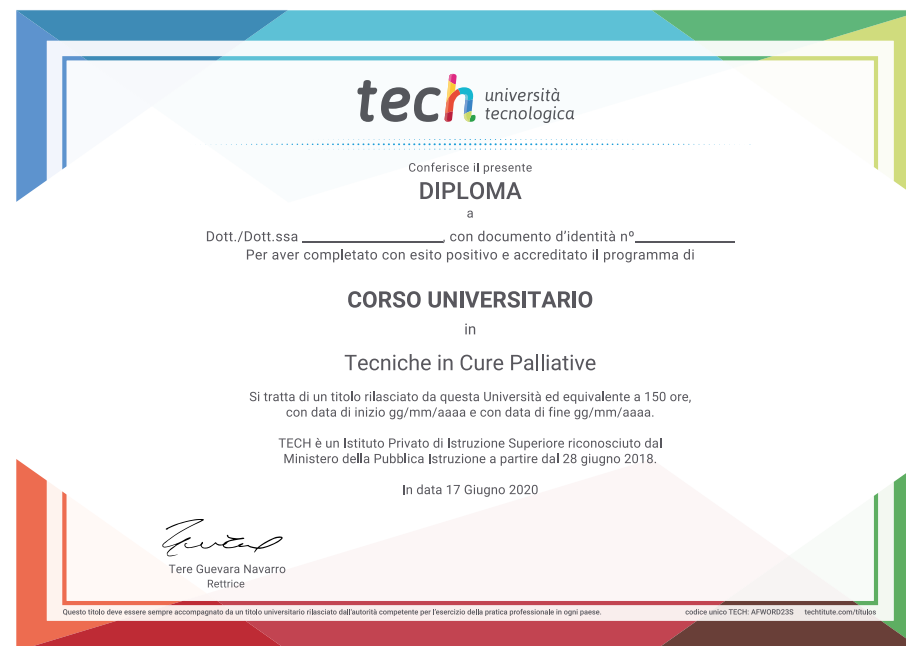 tech università
tecnologica
Conferisce il presente
DIPLOMA
a
Dott./Dott.ssa ____________________, con documento d'identità nº______________
Per aver completato con esito positivo e accreditato il programma di
CORSO UNIVERSITARIO
in
Tecniche in Cure Palliative
Si tratta di un titolo rilasciato da questa Università ed equivalente a 150 ore,
con data di inizio gg/mm/aaaa e con data di fine gg/mm/aaaa.
TECH è un Istituto Privato di Istruzione Superiore riconosciuto dal
Ministero della Pubblica Istruzione a partire dal 28 giugno 2018.
In data 17 Giugno 2020
Tere Guevara Navarro
Rettrice
Questo titolo deve essere sempre accompagnato da un titolo universitario rilasciato dall'autorità competente per l'esercizio della pratica professionale in ogni paese. codice unico TECH: AFWORD23S techtitute.com/titulos